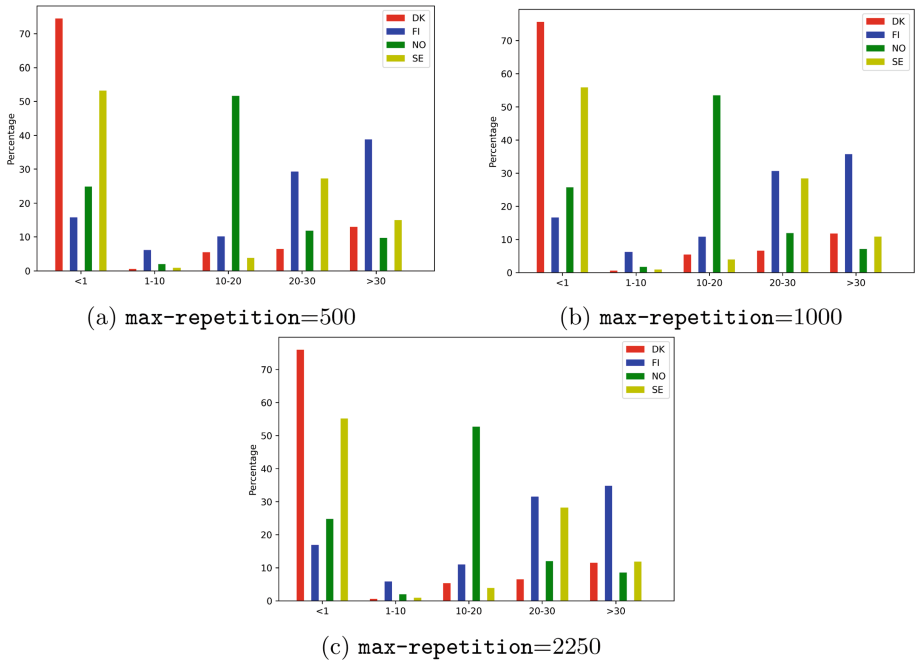 70
60
50
40
30
20
10
0
Percentage
DK
FI
NO
SE
<1
1-10
10-20
20-30
>30
(a) max-repetition=500
70
60
50
40
30
20
10
0
Percentage
DK
FI
NO
SE
<1
1-10
10-20
20-30
>30
(b) max-repetition=1000
70
60
50
40
30
20
10
0
Percentage
DK
FI
NO
SE
<1
1-10
10-20
20-30
>30
(c) max-repetition=2250